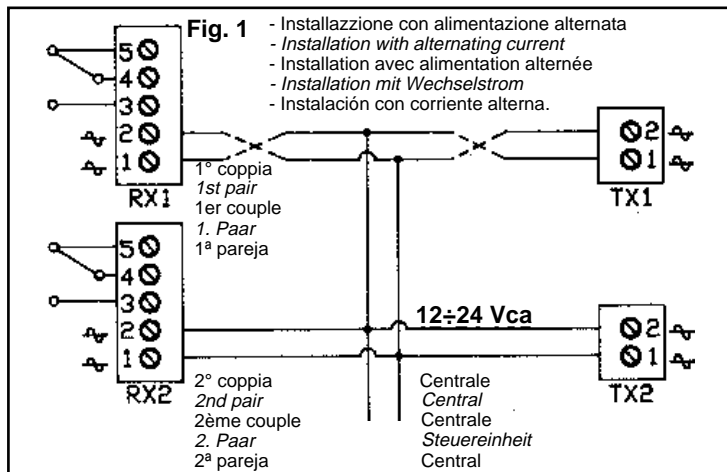 Fig. 1
- Installazzione con alimentazione alternata
- Installation with alternating current
- Installation avec alimentation alternée
- Installation mit Wechselstrom
- Instalación con corriente alterna.
5
4
3
2
1
RX1
1° coppia
1st pair
1er couple
1. Paar
1ª pareja
2
1
TX1
5
4
3
2
1
RX2
12÷24 Vca
2
1
TX2
2° coppia
2nd pair
2ème couple
2. Paar
2ª pareja
Centrale
Central
Centrale
Steuereinheit
Central